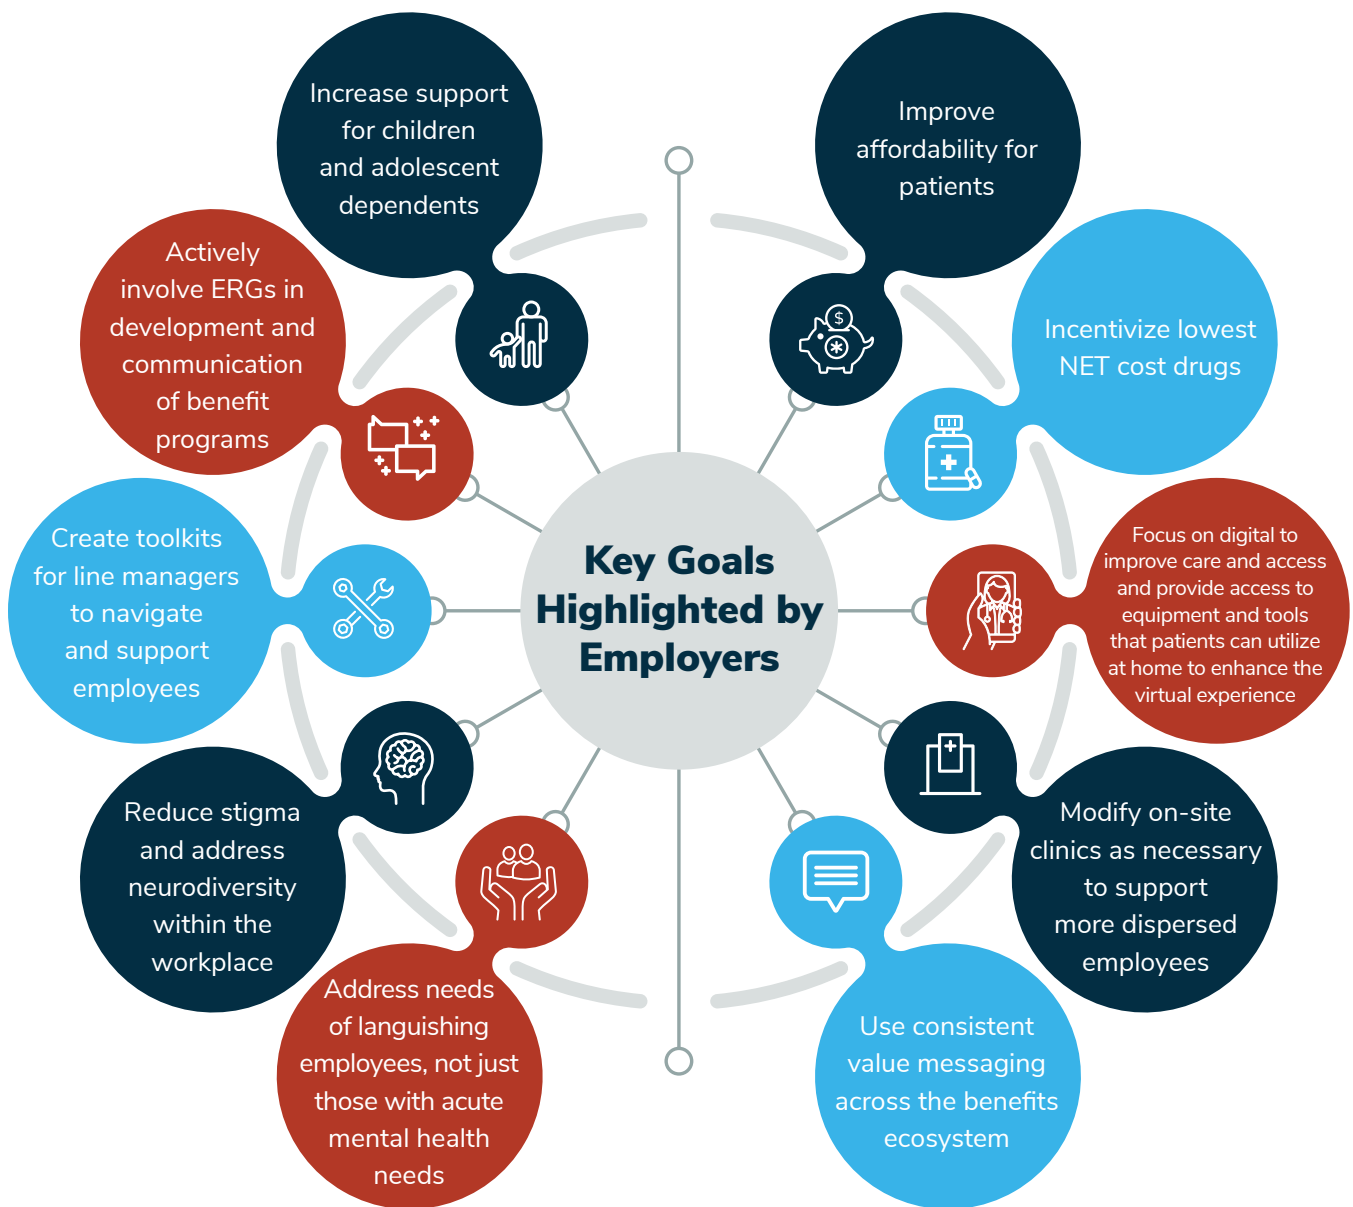 Increase support
for children
and adolescent
dependents
Improve
affordability for
patients
Actively
involve ERGs in
development and
communication
of benefit
programs
$
Incentivize lowest
NET cost drugs
Create toolkits
for line managers
to navigate
and support
employees
Key Goals
Highlighted by
Employers
Focus on digital to
improve care and access
and provide access to
equipment and tools
that patients can utilize
at home to enhance the
virtual experience
Reduce stigma
and address
neurodiversity
within the
workplace
Modify on-site
clinics as necessary
to support
more dispersed
employees
Address needs
of languishing
employees, not just
those with acute
mental health
needs
Use consistent
value messaging
across the benefits
ecosystem